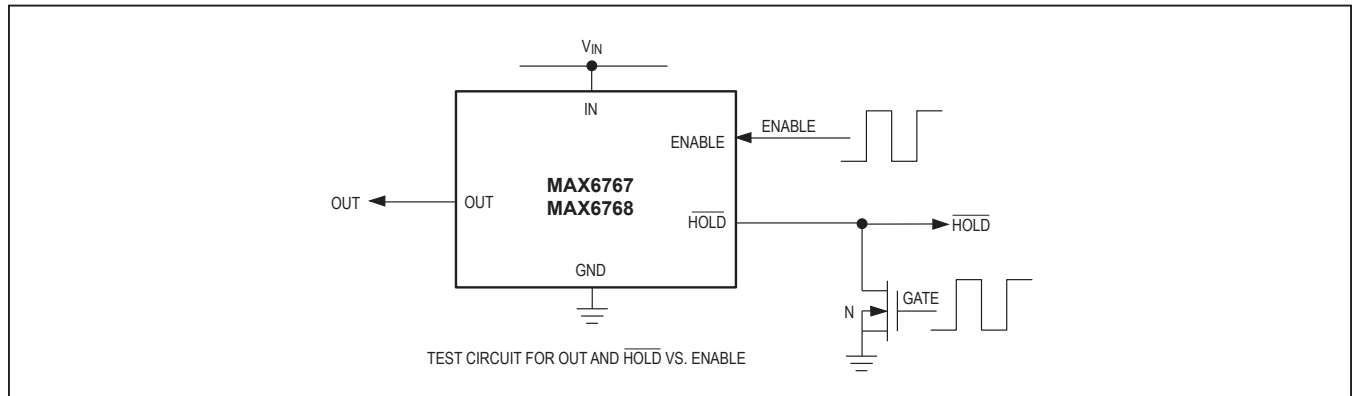 VIN
IN
ENABLE
ENABLE
MAX6767
MAX6768
OUT
OUT
HOLD
HOLD
GND
GATE
N
TEST CIRCUIT FOR OUT AND HOLD VS. ENABLE